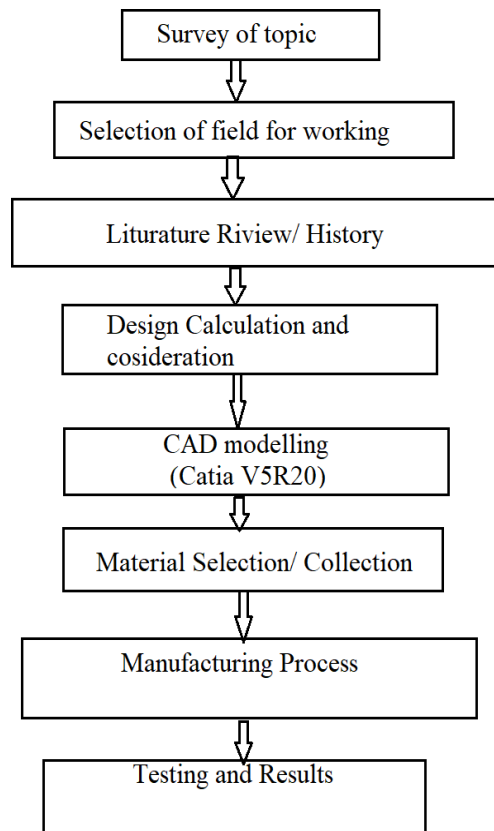 Survey of topic
Selection of field for working
Liturature Riview/ History
Design Calculation and
cosideration
CAD modelling
(Catia V5R20)
Material Selection/ Collection
Manufacturing Process
Testing and Results